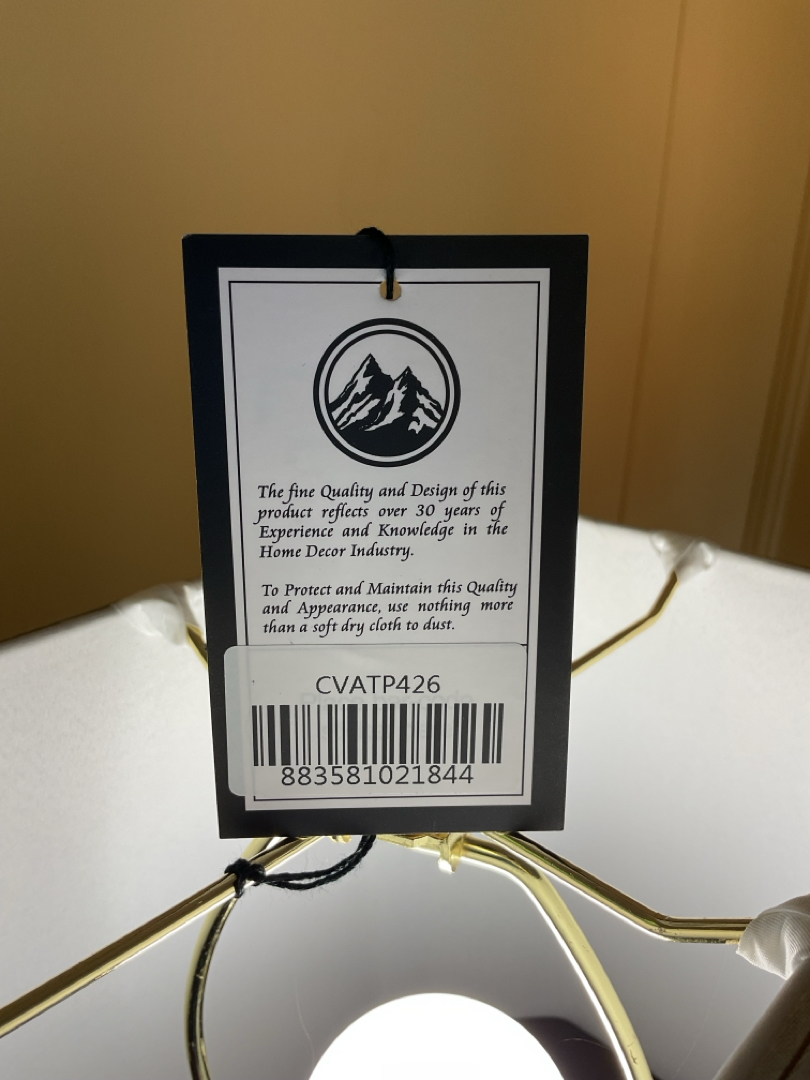 The fine Quality and Design of this
product reflects over 30 years of
Experience and Knowledge in the
Home Decor Industry.
To Protect and Maintain this Quality
and Appearance, use nothing more
than a soft dry cloth to dust.
CVATP426
883581021844